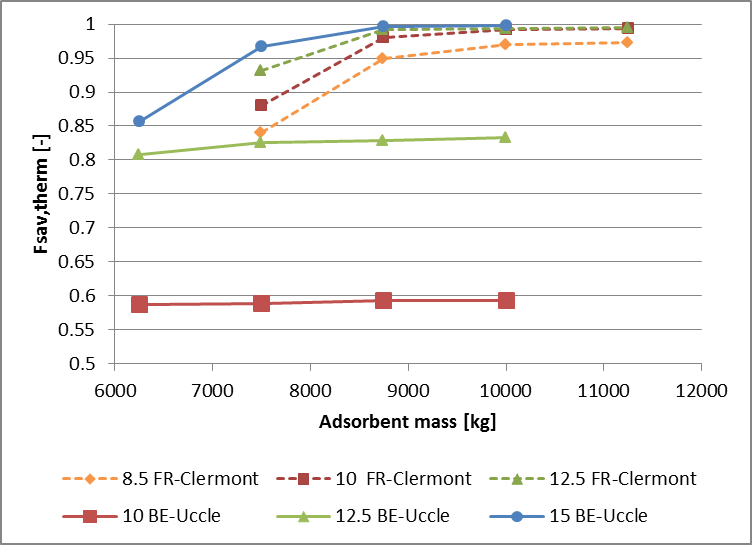 1
0.95
0.9
0.85
0.8
0.75
0.7
0.65
0.6
0.55
0.5
Fsav,therm [-]
6000 7000 8000 9000 10000 11000 12000
Adsorbent mass [kg]
8.5 FR-Clermont 10 FR-Clermont 12.5 FR-Clermont
10 BE-Uccle 12.5 BE-Uccle 15 BE-Uccle